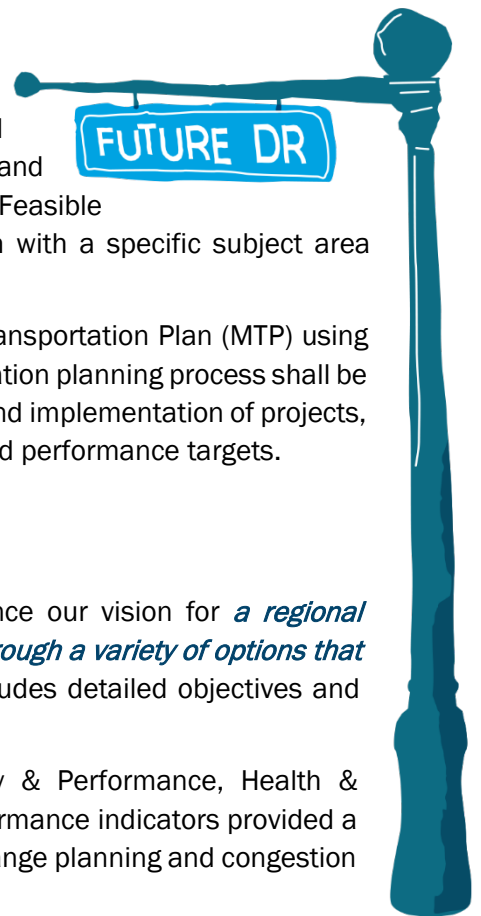 FUTURE DR
and
Feasible
with a specific subject area
ansportation Plan (MTP) using
ation planning process shall be
nd implementation of projects,
d performance targets.
nce our vision for a regional
rough a variety of options that
udes detailed objectives and
y & Performance, Health &
rmance indicators provided a
ange planning and congestion